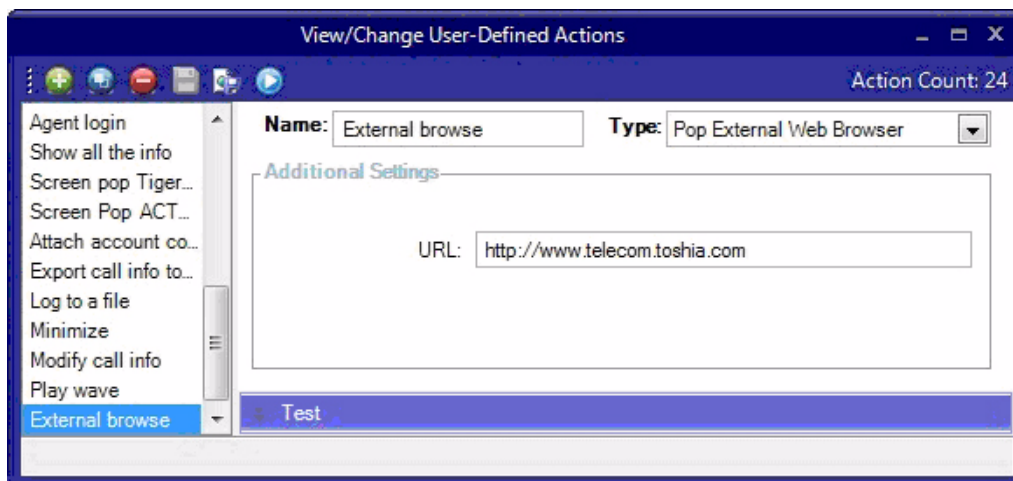 View/Change User-Defined Actions
Action Count: 24
Agent login
Show all the info
Screen pop Tiger...
Screen Pop ACT...
Attach account co...
Export call info to...
Log to a file
Minimize
Modify call info
Play wave
External browse
Name: External browse Type: Pop External Web Browser
Additional Settings
URL: http://www.telecom.toshia.com
Test